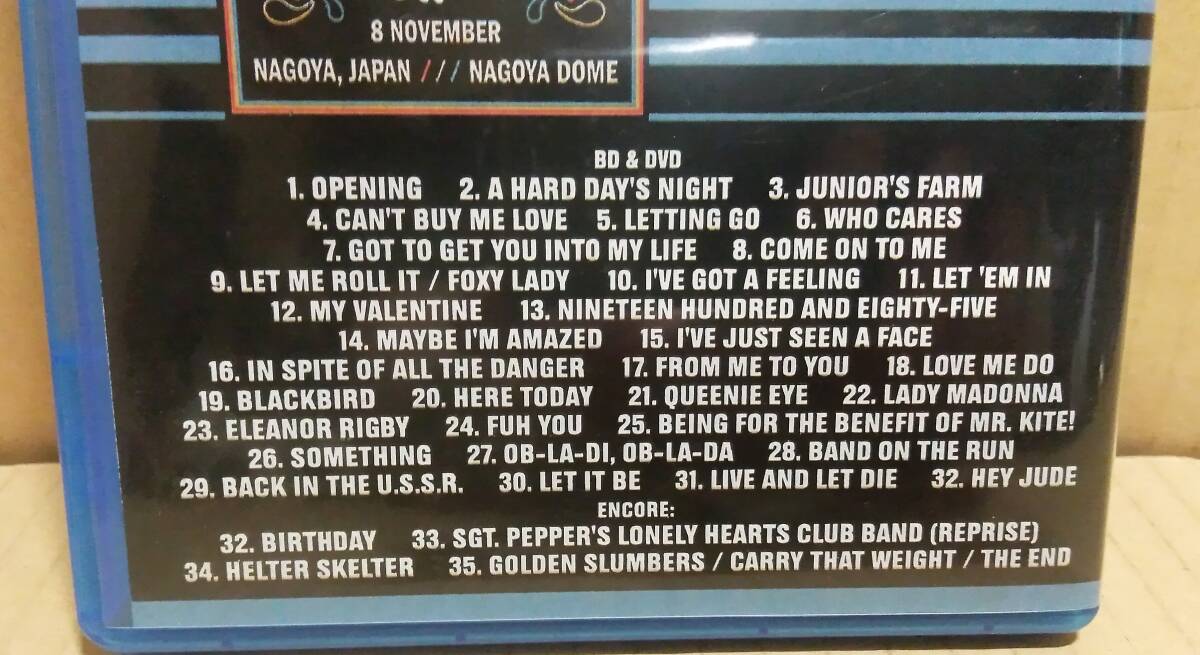 8 NOVEMBER
NAGOYA, JAPAN /// NAGOYA DOME
BD & DVD
1. OPENING 2. A HARD DAY'S NIGHT 3. JUNIOR'S FARM
4. CAN'T BUY ME LOVE 5. LETTING GO 6. WHO CARES
7. GOT TO GET YOU INTO MY LIFE 8. COME ON TO ME
9. LET ME ROLL IT / FOXY LADY 10. I'VE GOT A FEELING 11. LET 'EM IN
12. MY VALENTINE 13. NINETEEN HUNDRED AND EIGHTY-FIVE
14. MAYBE I'M AMAZED 15. I'VE JUST SEEN A FACE
16. IN SPITE OF ALL THE DANGER 17. FROM ME TO YOU 18. LOVE ME DO
19. BLACKBIRD 20. HERE TODAY 21. QUEENIE EYE 22. LADY MADONNA
23. ELEANOR RIGBY 24. FUH YOU 25. BEING FOR THE BENEFIT OF MR. KITE!
26. SOMETHING 27. OB-LA-DI, OB-LA-DA 28. BAND ON THE RUN
29. BACK IN THE U.S.S.R. 30. LET IT BE 31. LIVE AND LET DIE 32. HEY JUDE
ENCORE:
32. BIRTHDAY 33. SGT. PEPPER'S LONELY HEARTS CLUB BAND (REPRISE)
34. HELTER SKELTER 35. GOLDEN SLUMBERS / CARRY THAT WEIGHT / THE END